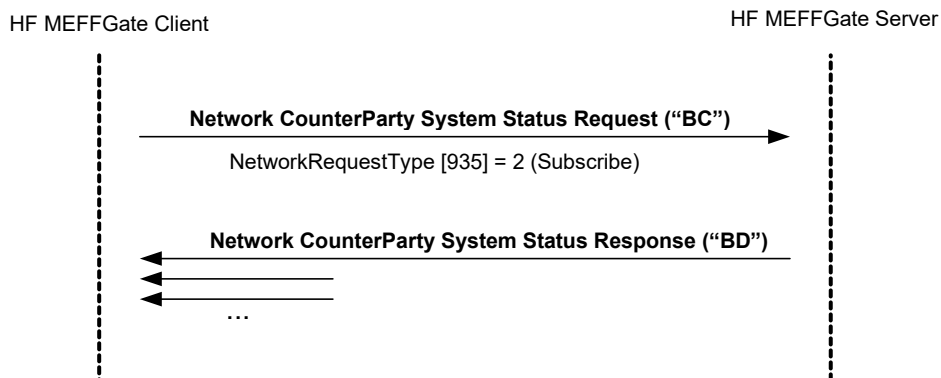 HF MEFFGate Client
HF MEFFGate Server
Network CounterParty System Status Request (“BC”)
NetworkRequestType [935] = 2 (Subscribe)
Network CounterParty System Status Response (“BD”)
...